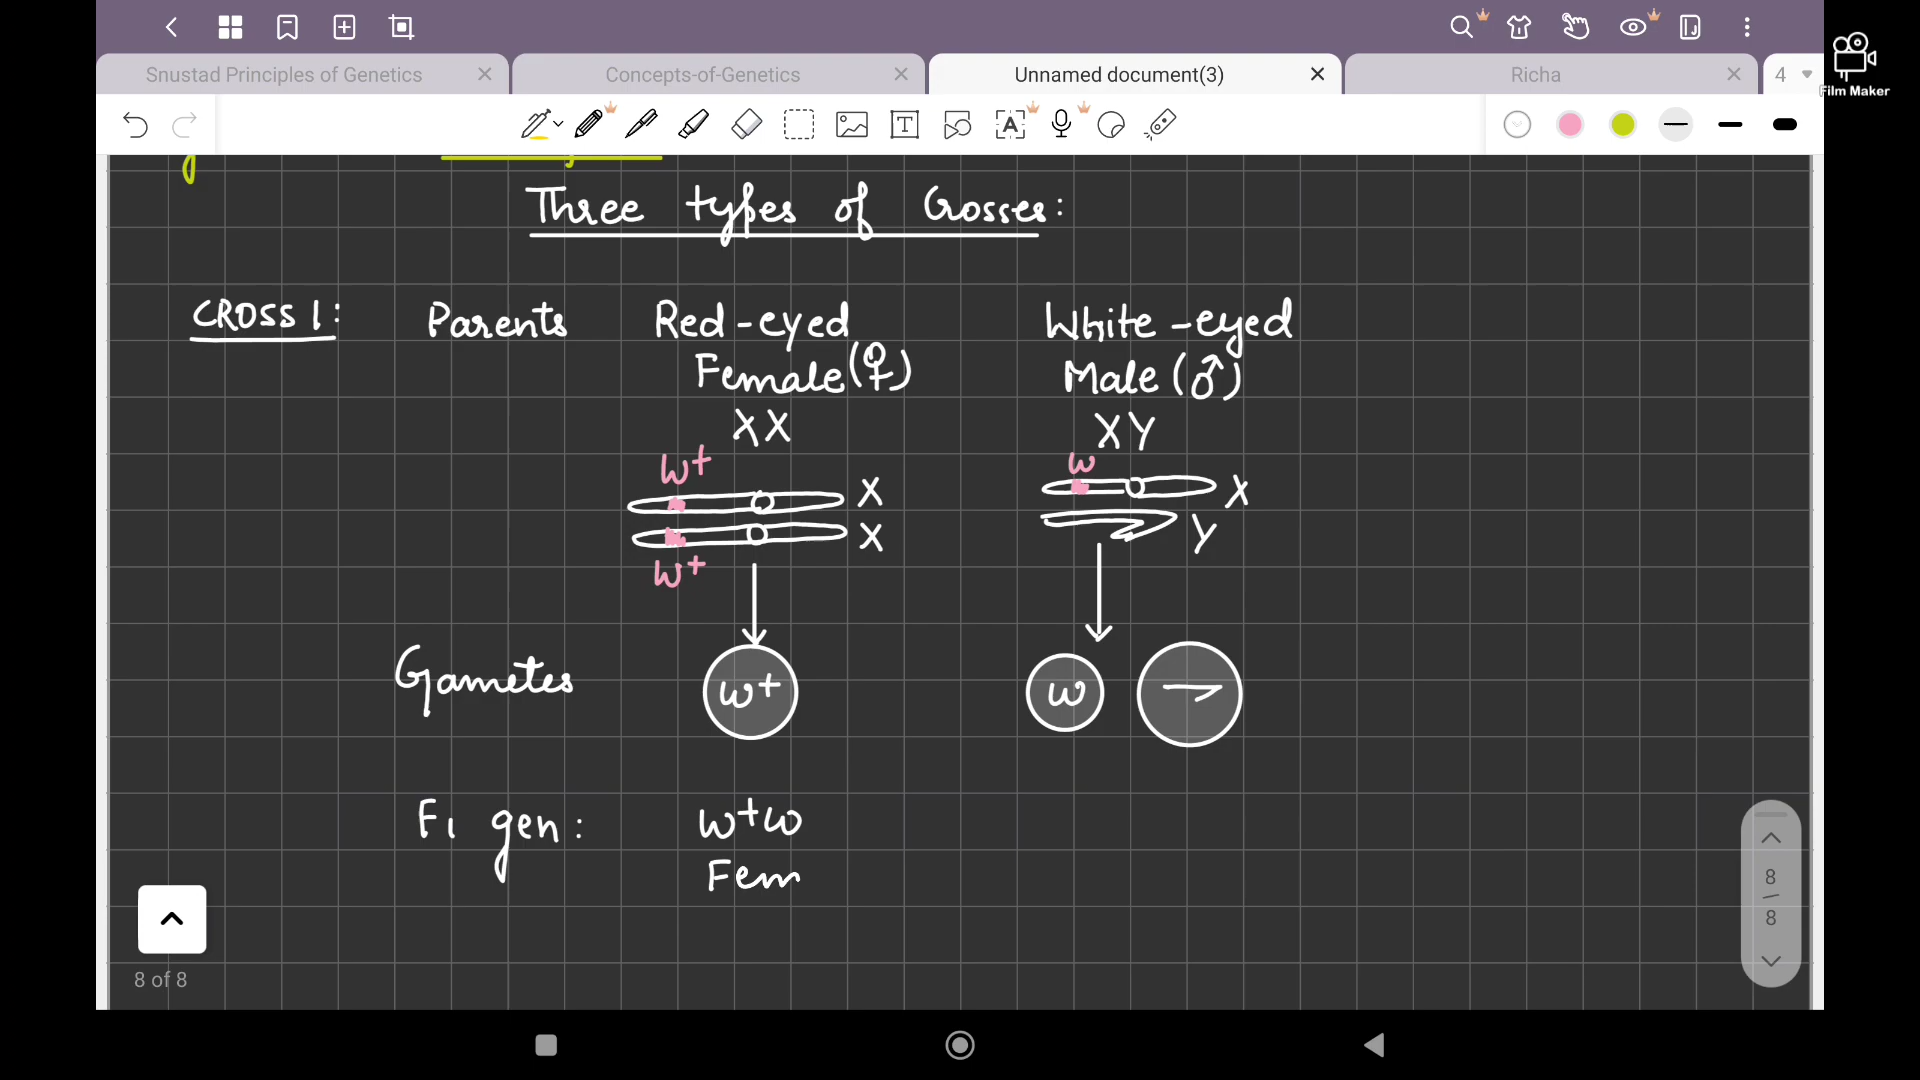 Snustad Principles of Genetics
Concepts-of-Genetics
Unnamed document(3)
Richa
4
Film Maker
Three types of Crosses:
CROSS 1: Parents Red-eyed White-eyed
Female (♀) Male (♂)
XX XY
w+ w
X X
X Y
w+
Gametes w+ w
F1 gen: w+w
Fem
8
8
8 of 8